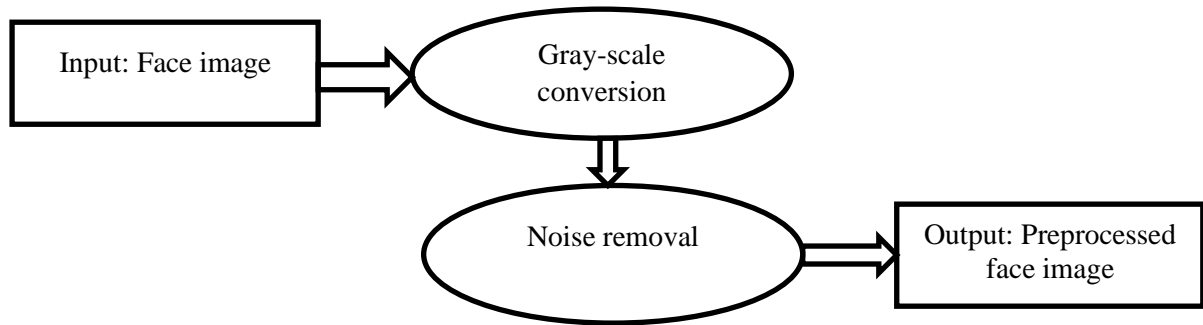 Input: Face image
Gray-scale
conversion
Noise removal
Output: Preprocessed
face image